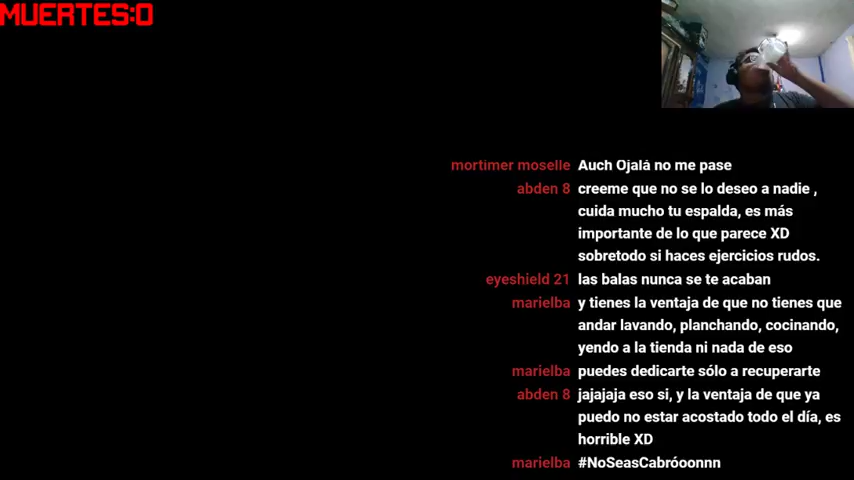 MUERTES:0
mortimer moselle Auch Ojalá no me pase
abden 8 creeme que no se lo deseo a nadie ,
cuida mucho tu espalda, es más
importante de lo que parece XD
sobretodo si haces ejercicios rudos.
eyeshield 21 las balas nunca se te acaban
marielba y tienes la ventaja de que no tienes que
andar lavando, planchando, cocinando,
yendo a la tienda ni nada de eso
marielba puedes dedicarte sólo a recuperarte
abden 8 jajajaja eso si, y la ventaja de que ya
puedo no estar acostado todo el día, es
horrible XD
marielba #NoSeasCabróoonnn